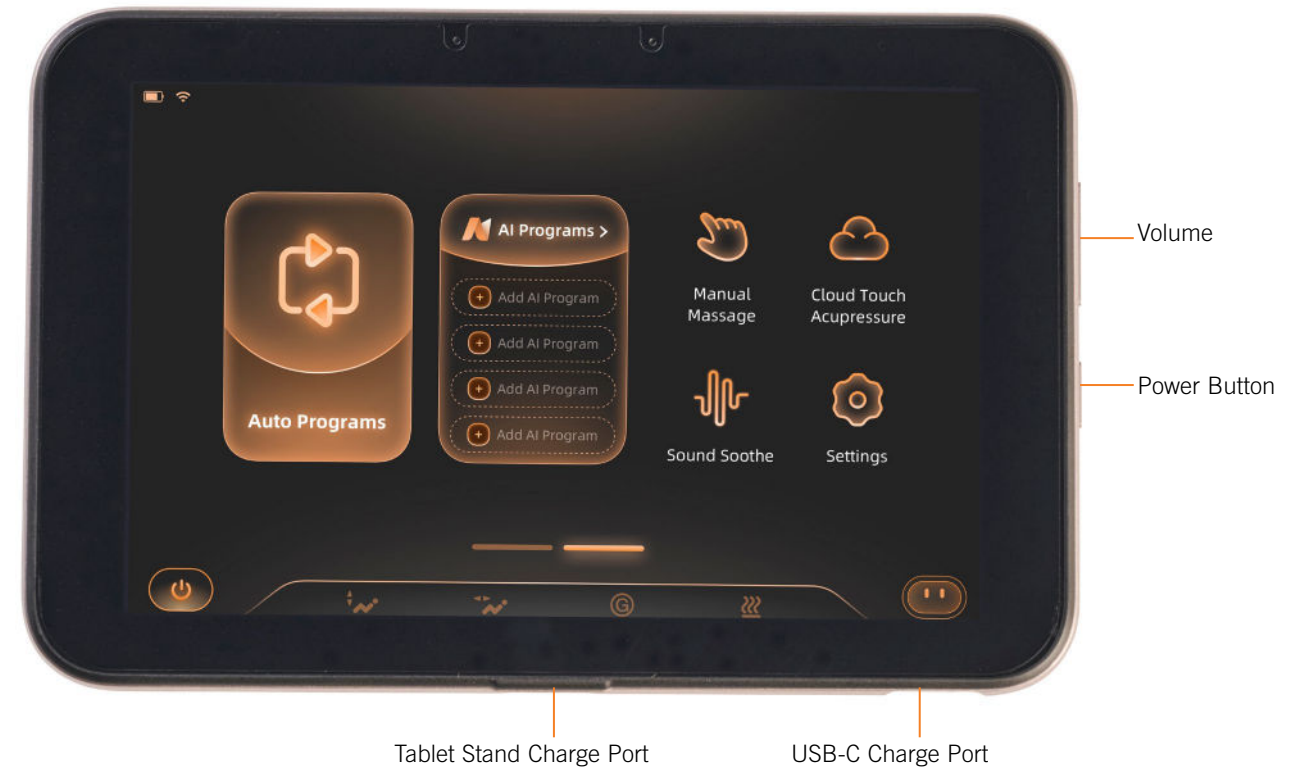 AI Programs >
Add AI Program
Add AI Program
Add AI Program
Add AI Program
Auto Programs
Manual
Massage
Cloud Touch
Acupressure
Sound Soothe
Settings
G
Volume
Power Button
Tablet Stand Charge Port
USB-C Charge Port